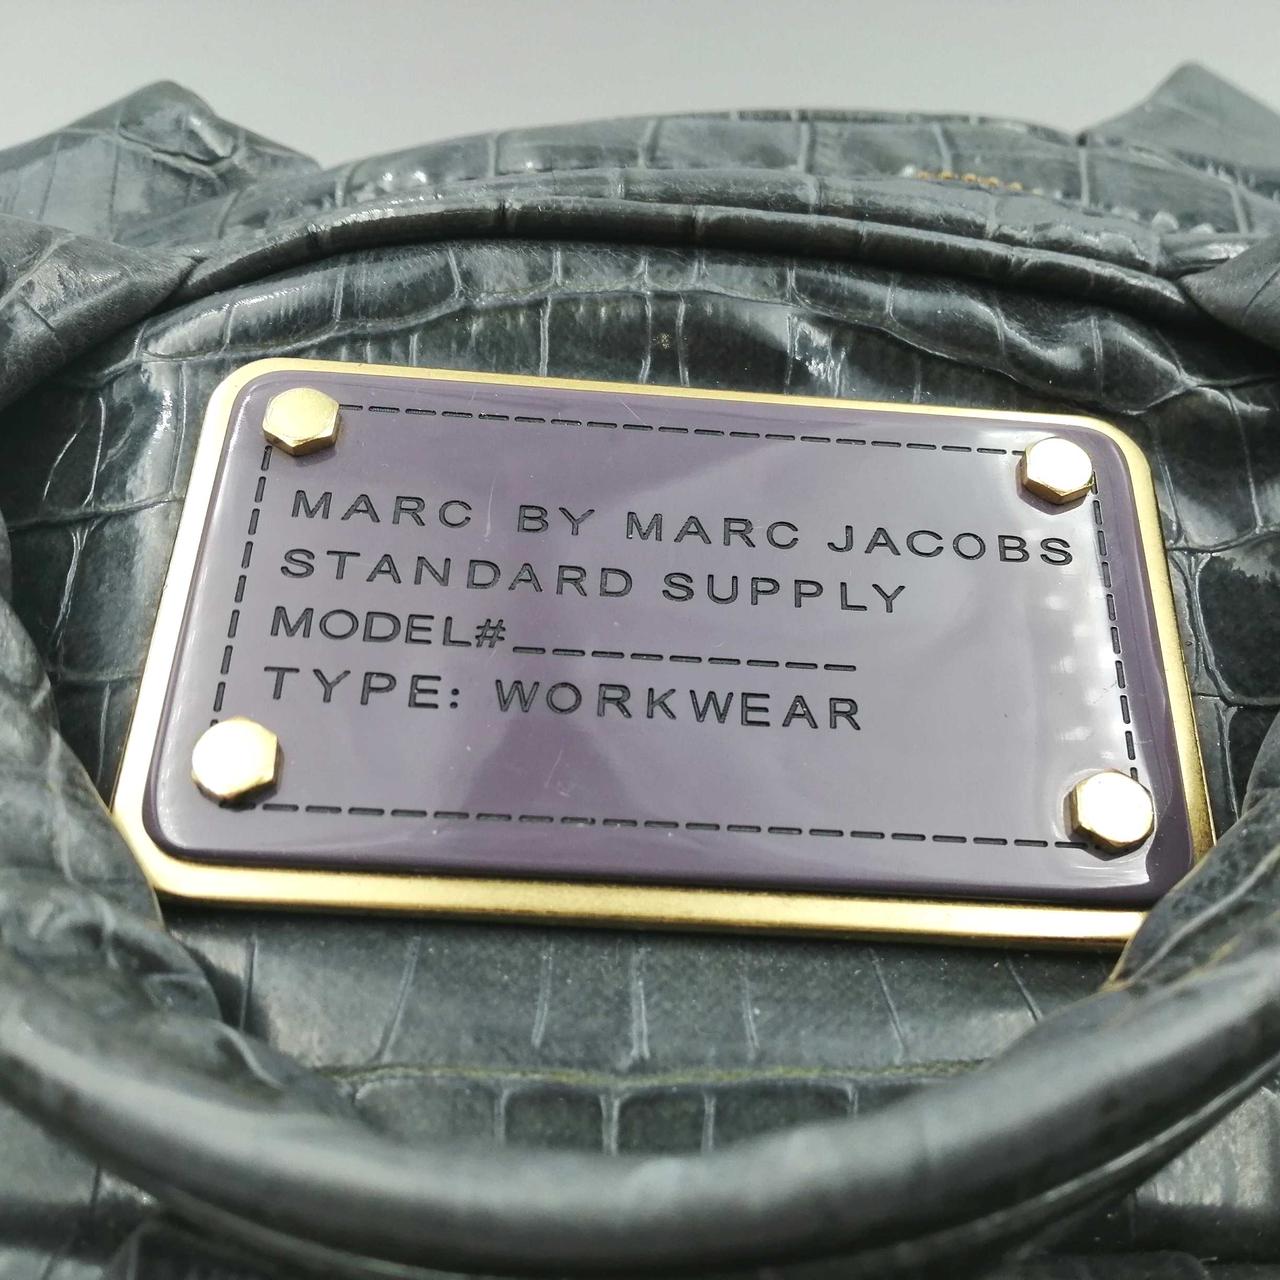 MARC BY MARC JACOBS
STANDARD SUPPLY
MODEL#__________
TYPE: WORKWEAR